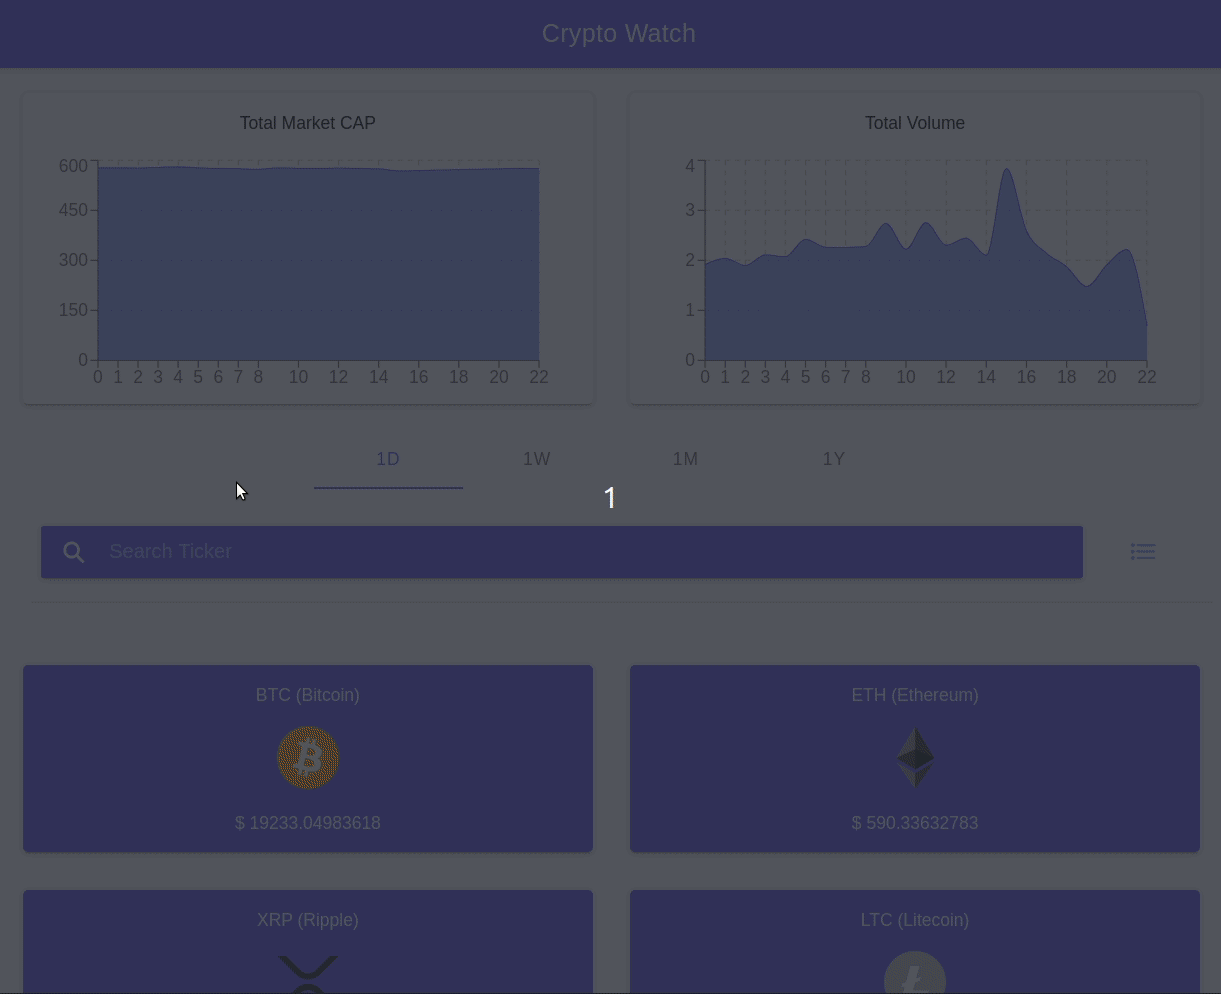 Crypto Watch
Total Market CAP
600
450
300
150
0
0 1 2 3 4 5 6 7 8 10 12 14 16 18 20 22
Total Volume
4
3
2
1
0
0 1 2 3 4 5 6 7 8 10 12 14 16 18 20 22
1D 1W 1M 1Y
1
Search Ticker
BTC (Bitcoin)
$ 19233.04983618
ETH (Ethereum)
$ 590.33632783
XRP (Ripple)
LTC (Litecoin)